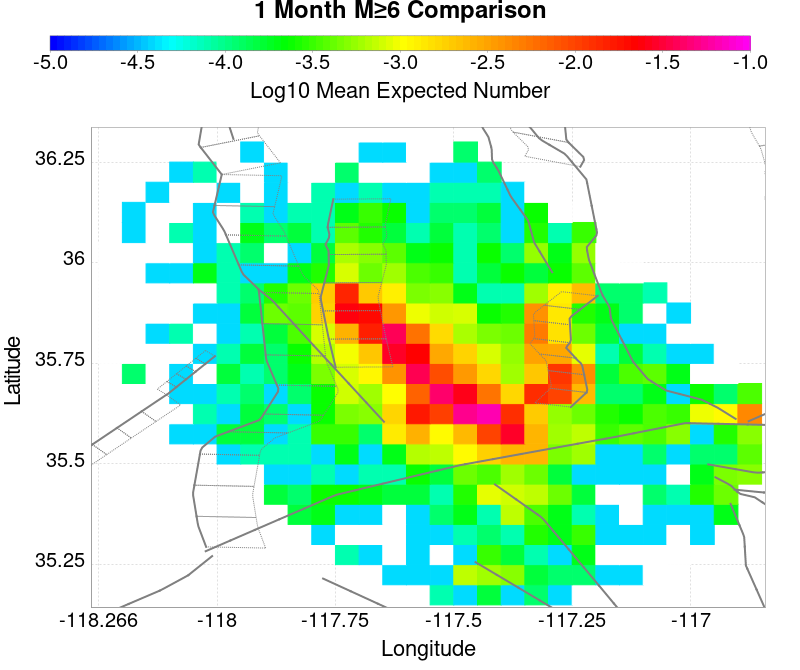 1 Month M≥6 Comparison
-5.0 -4.5 -4.0 -3.5 -3.0 -2.5 -2.0 -1.5 -1.0
Log10 Mean Expected Number
36.25
36
35.75
35.5
35.25
Latitude
-118.266 -118 -117.75 -117.5 -117.25 -117
Longitude